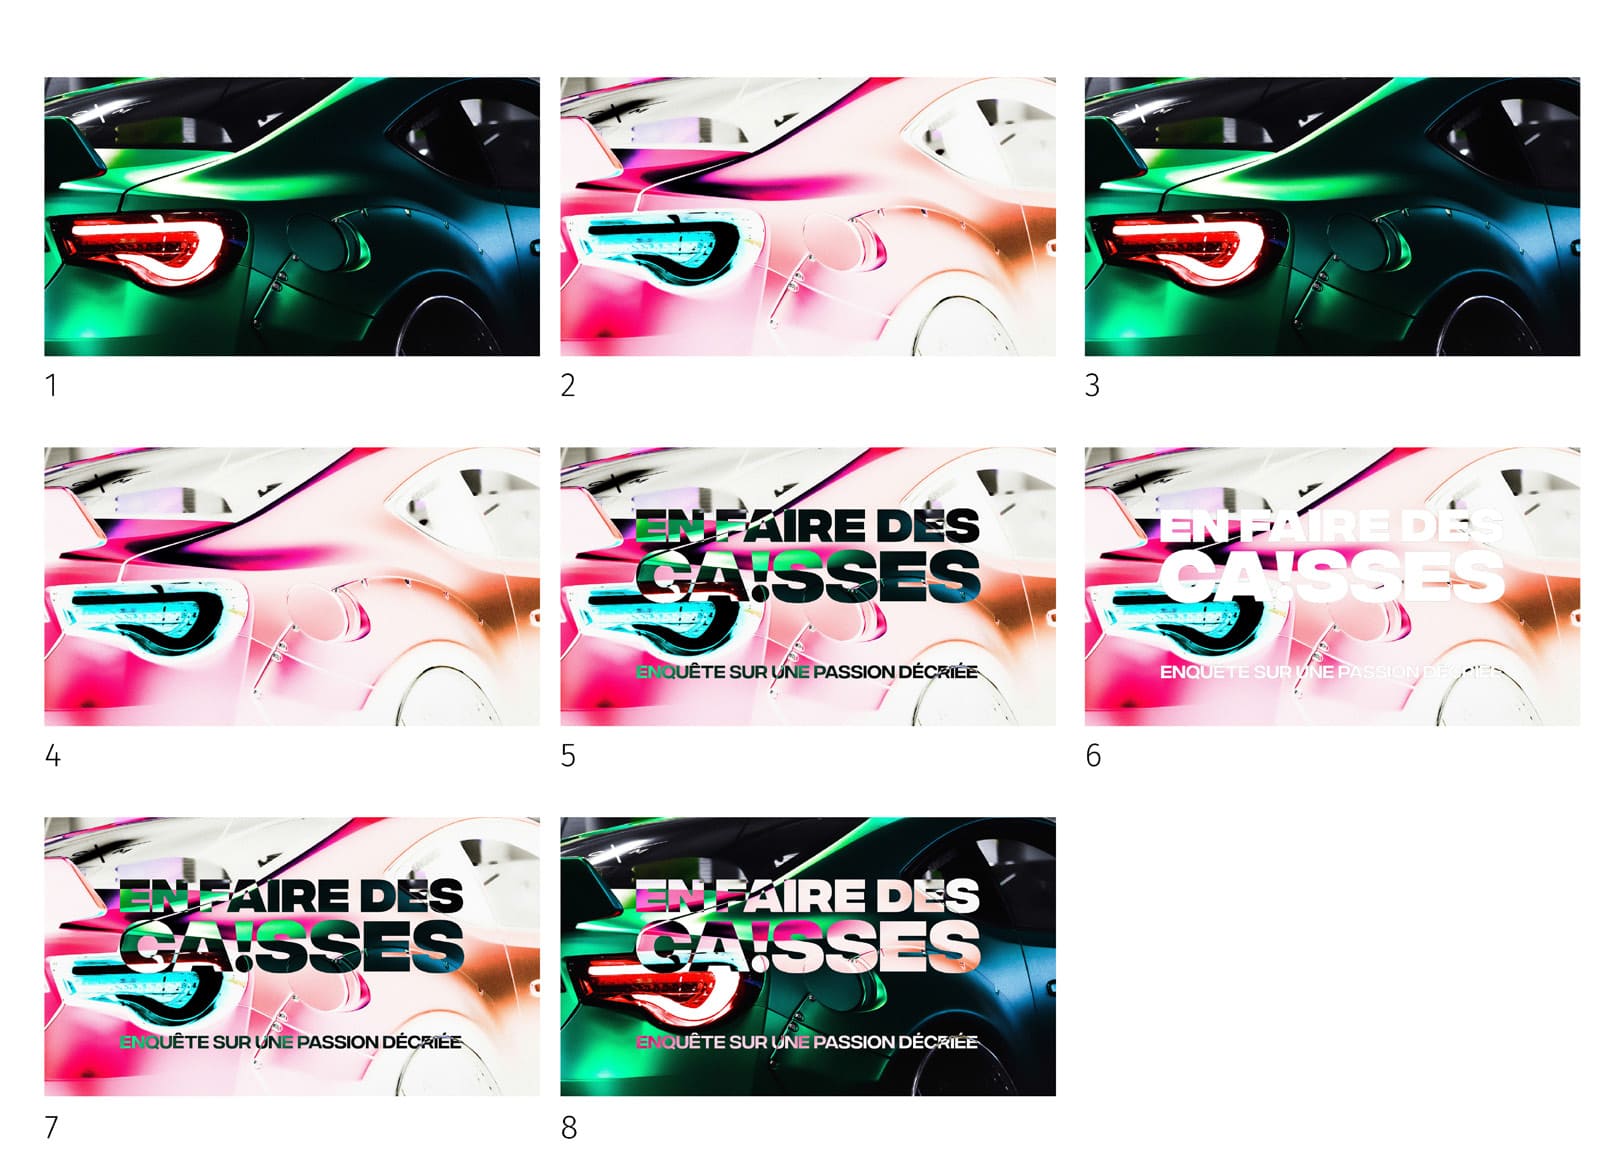 1
2
3
4
EN FAIRE DES
CA!SSES
ENQUÊTE SUR UNE PASSION DÉCRIÉE
5
EN FAIRE DES
CA!SSES
ENQUETE SUR UNE PASSION DÉCRIÉE
6
EN FAIRE DES
CA!SSES
ENQUÊTE SUR UNE PASSION DÉCRIÉE
7
EN FAIRE DES
CA!SSES
ENQUÊTE SUR UNE PASSION DÉCRIÉE
8